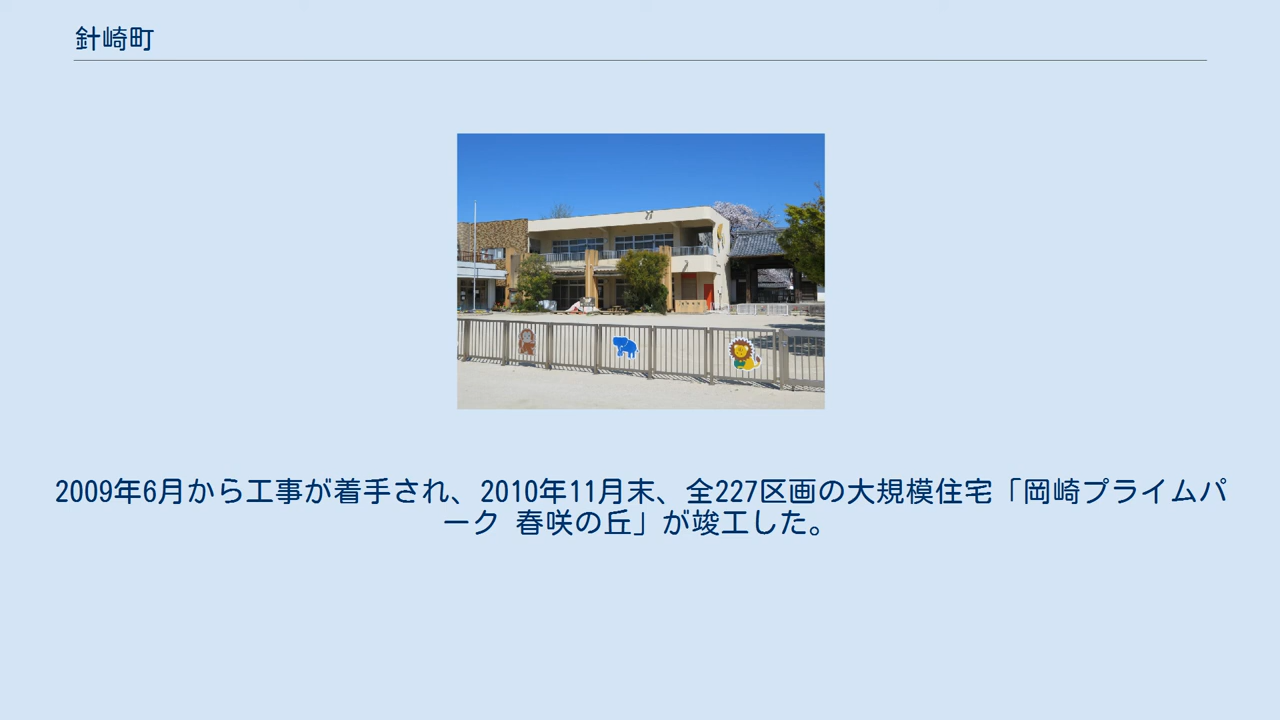 針崎町
2009年6月から工事が着手され、2010年11月末、全227区画の大規模住宅「岡崎プライムパ
ーク 春咲の丘」が竣工した。